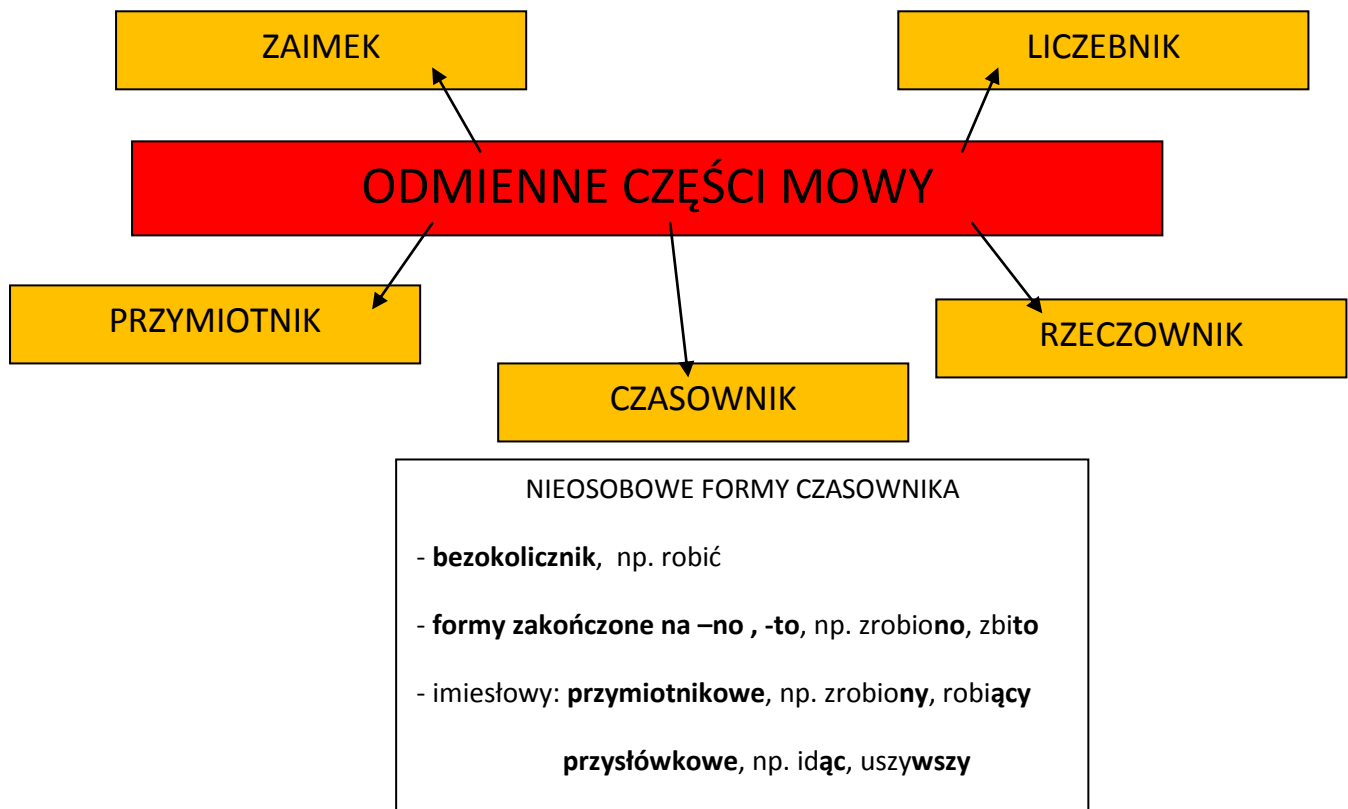 ZAIMEK
LICZEBNIK
ODMIENNE CZĘŚCI MOWY
PRZYMIOTNIK
RZECZOWNIK
CZASOWNIK
NIEOSOBOWE FORMY CZASOWNIKA
- bezokolicznik, np. robić
- formy zakończone na –no , -to, np. zrobiono, zbito
- imiesłowy: przymiotnikowe, np. zrobiony, robiący
przysłówkowe, np. idąc, uszywszy